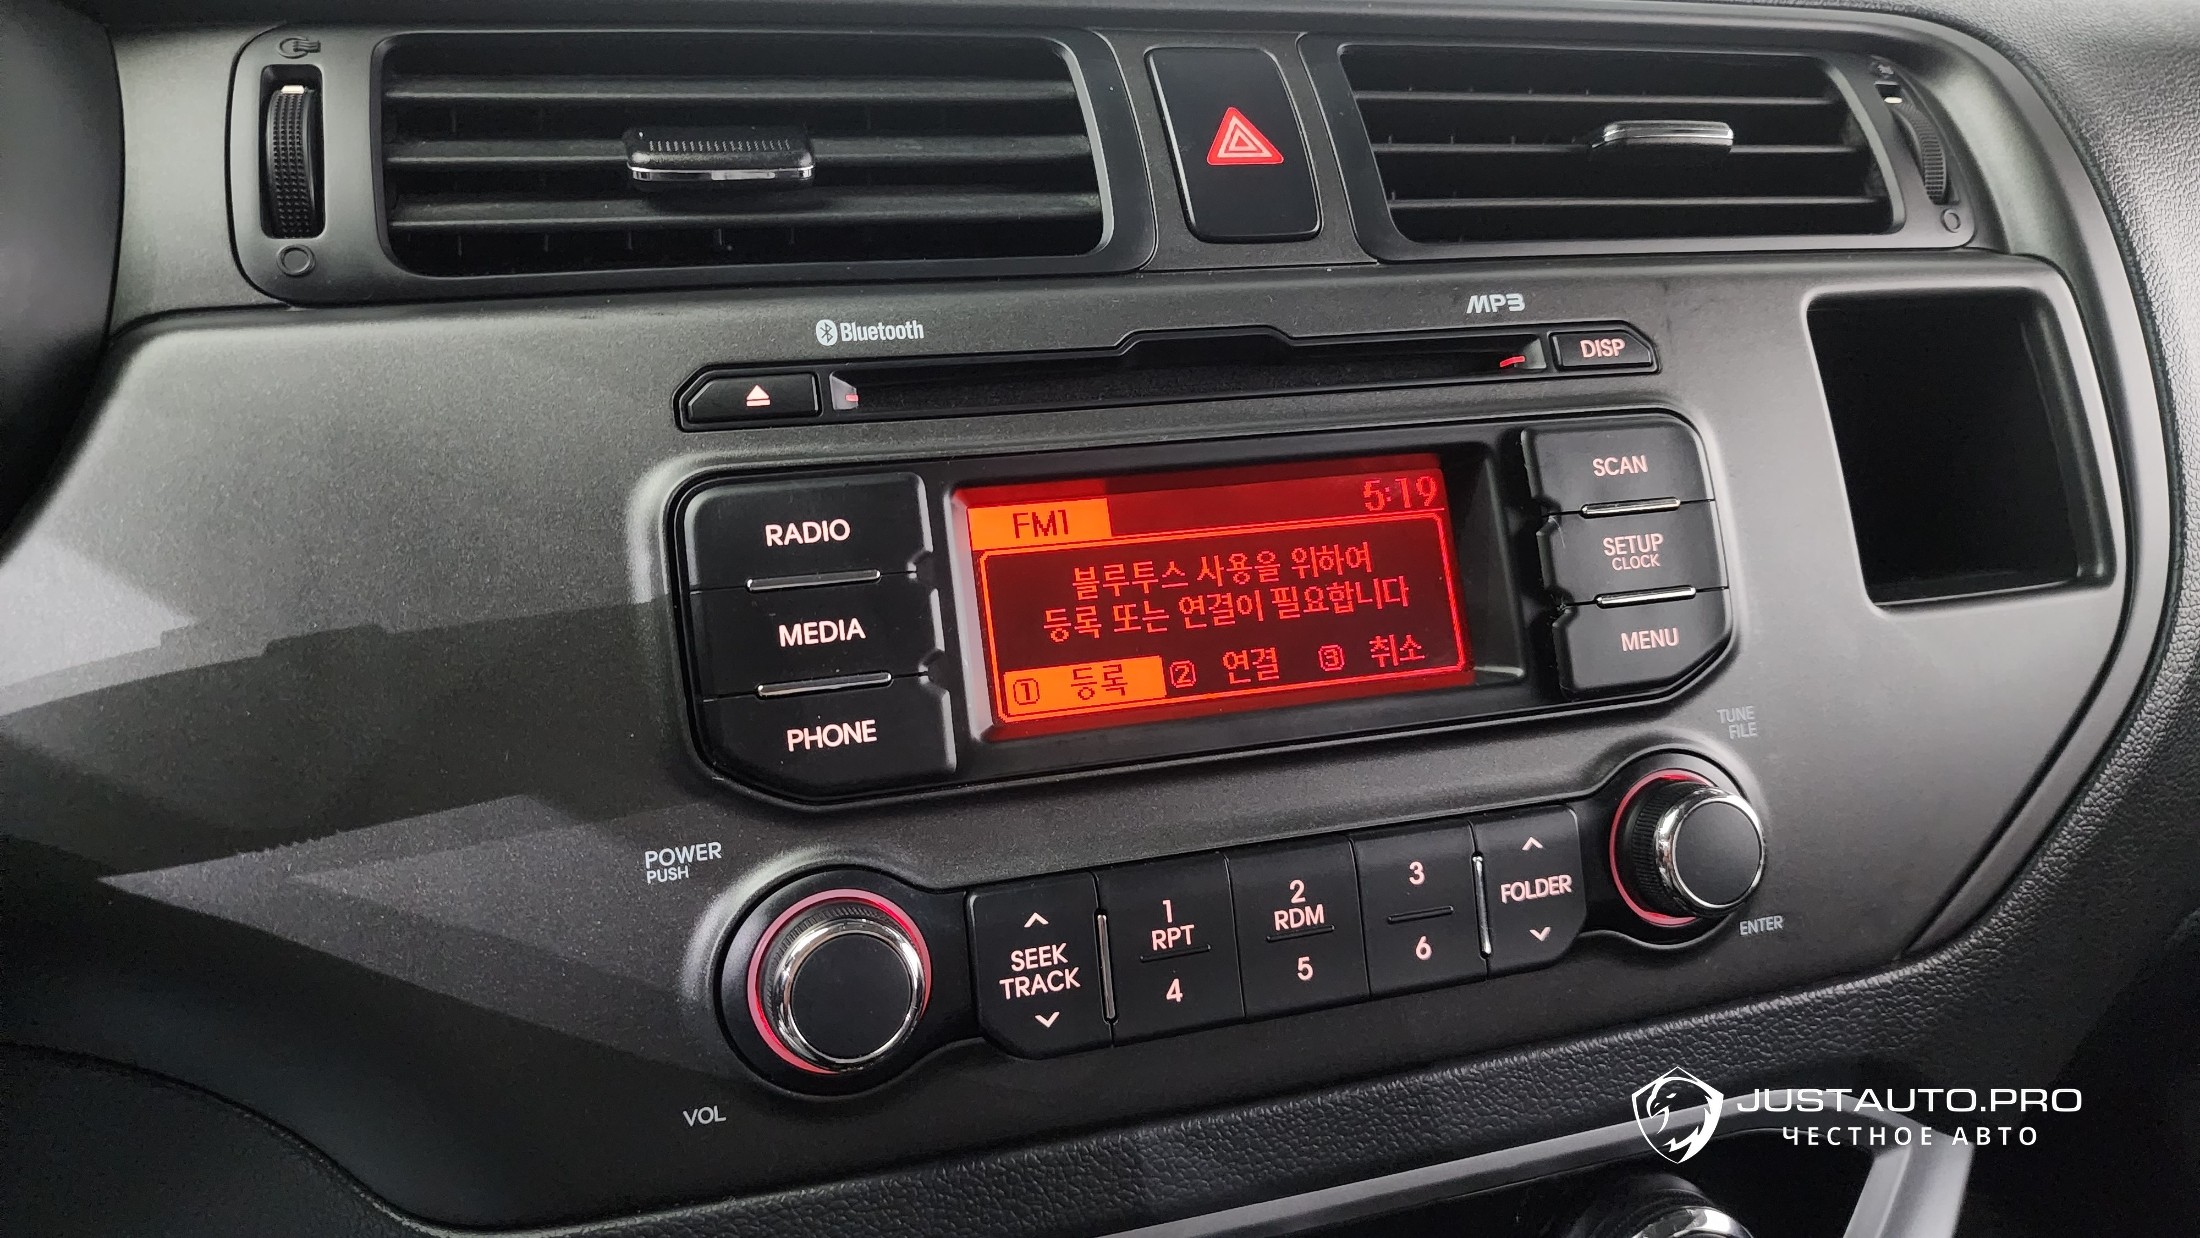 Bluetooth
MP3
DISP
RADIO
MEDIA
PHONE
FM1
5:19
블루투스 사용을 위하여
등록 또는 연결이 필요합니다
① 등록 ② 연결 ③ 취소
SCAN
SETUP
CLOCK
MENU
TUNE
FILE
POWER
PUSH
VOL
SEEK
TRACK
1
RPT
4
2
RDM
5
3
6
FOLDER
ENTER
JUSTAUTO.PRO
ЧЕСТНОЕ АВТО